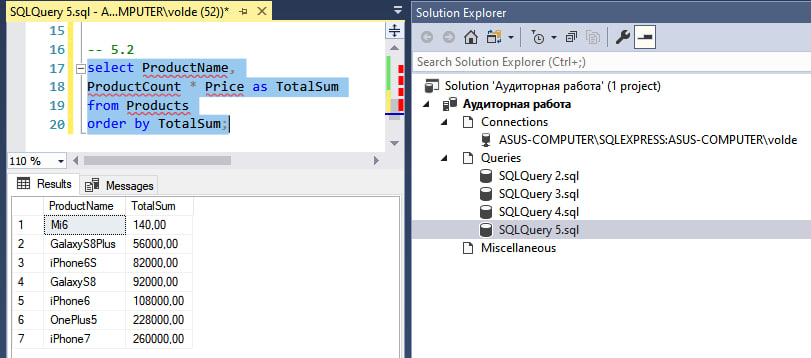 SQLQuery 5.sql - A...MPUTER\volde (52))*
15
16 -- 5.2
17 select ProductName,
18 ProductCount * Price as TotalSum
19 from Products
20 order by TotalSum;
110 %
Results Messages
ProductName TotalSum
1 Mi6 140,00
2 GalaxyS8Plus 56000,00
3 iPhone6S 82000,00
4 GalaxyS8 92000,00
5 iPhone6 108000,00
6 OnePlus5 228000,00
7 iPhone7 260000,00
Solution Explorer
Search Solution Explorer (Ctrl+;)
Solution 'Аудиторная работа' (1 project)
Аудиторная работа
Connections
ASUS-COMPUTER\SQLEXPRESS:ASUS-COMPUTER\volde
Queries
SQLQuery 2.sql
SQLQuery 3.sql
SQLQuery 4.sql
SQLQuery 5.sql
Miscellaneous